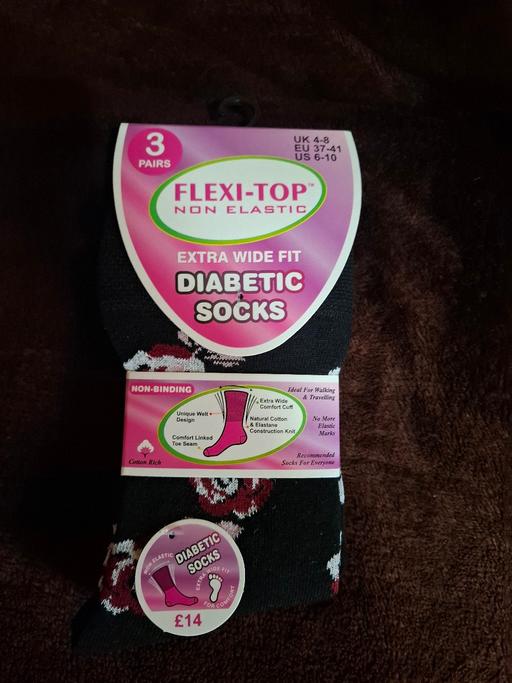 3
PAIRS
UK 4-8
EU 37-41
US 6-10
FLEXI-TOP™
NON ELASTIC
EXTRA WIDE FIT
DIABETIC
SOCKS
NON-BINDING
Unique Welt
Design
Comfort Linked
Toe Seam
Cotton Rich
Extra Wide
Comfort Cuff
Natural Cotton
& Elastane
Construction Knit
Ideal For Walking
& Travelling
No More
Elastic
Marks
Recommended
Socks For Everyone
NON ELASTIC
DIABETIC
SOCKS
EXTRA WIDE FIT
FOR COMFORT
£14